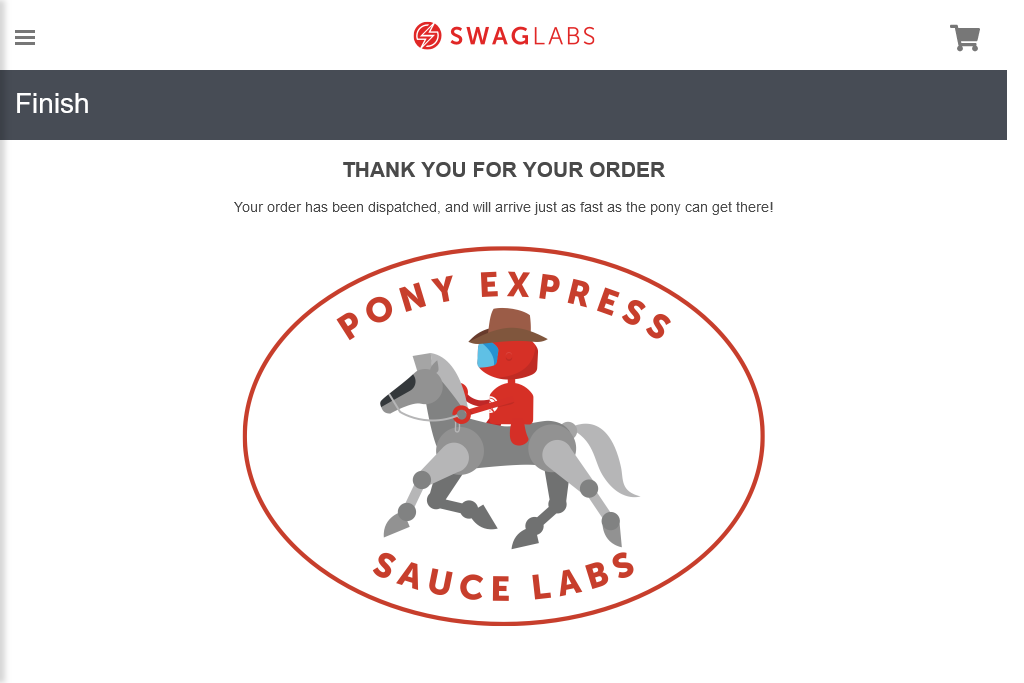 SWAGLABS
Finish
THANK YOU FOR YOUR ORDER
Your order has been dispatched, and will arrive just as fast as the pony can get there!
PONY EXPRESS
SAUCE LABS